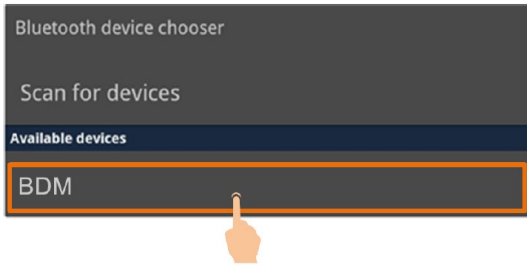 Bluetooth device chooser
Scan for devices
Available devices
BDM